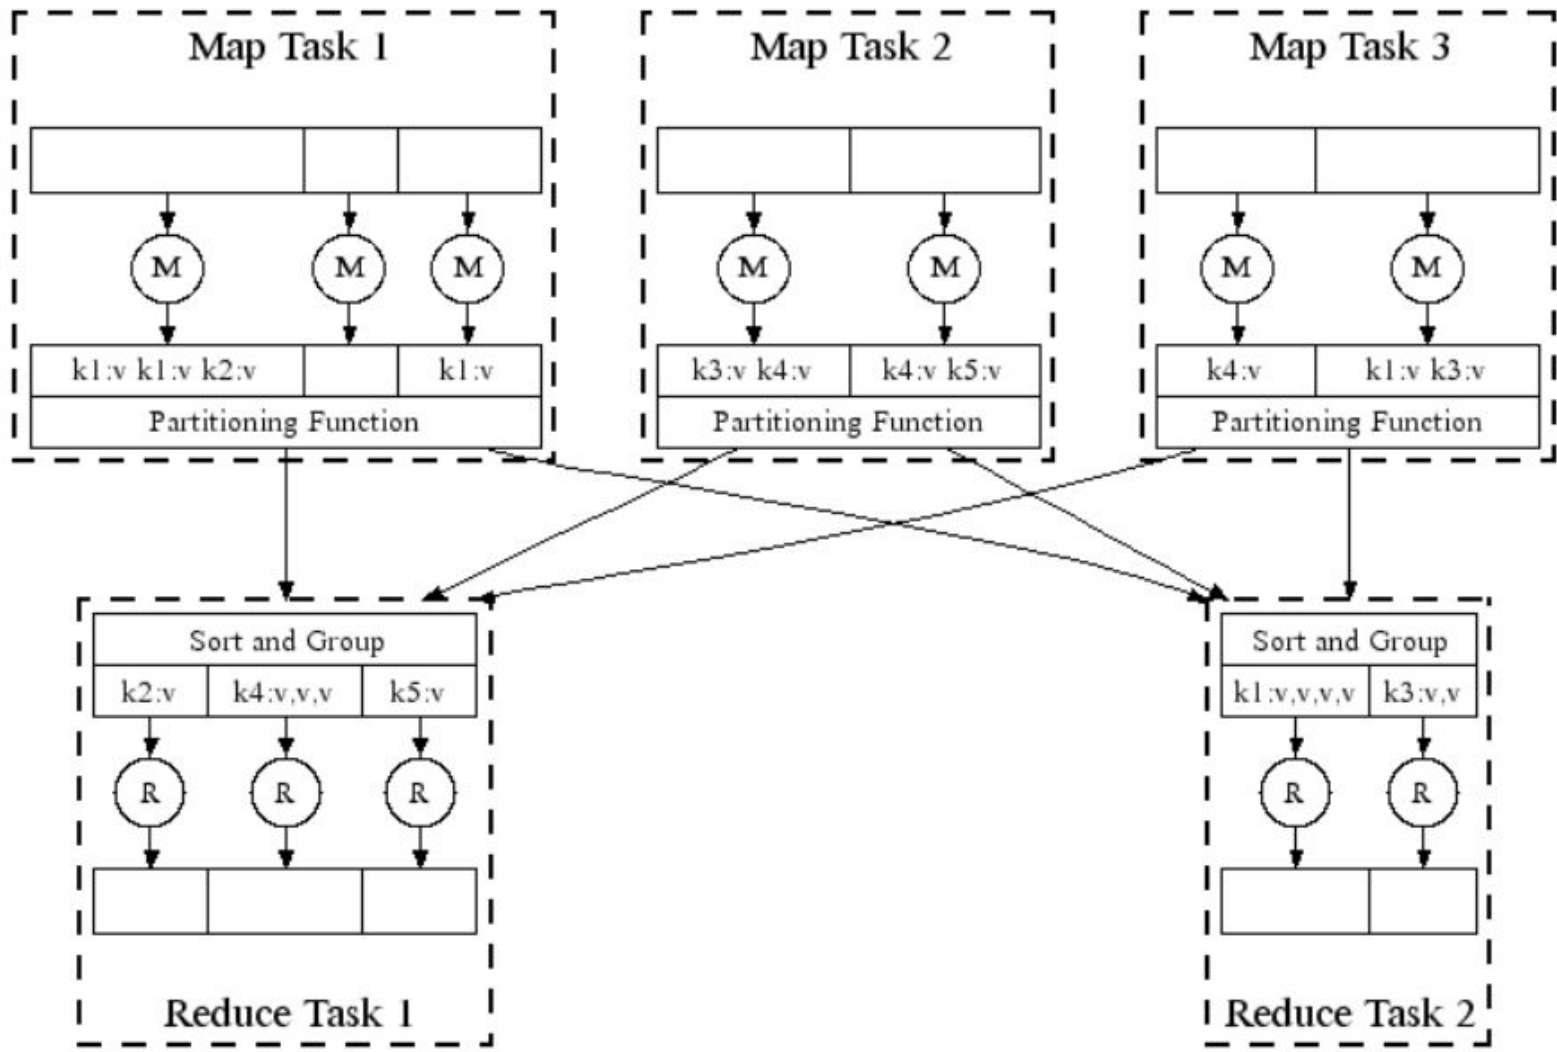 Map Task 1
Map Task 2
Map Task 3
M
M
M
M
M
M
M
k1:v k1:v k2:v
k1:v
k3:v k4:v
k4:v k5:v
k4:v
k1:v k3:v
Partitioning Function
Partitioning Function
Partitioning Function
Sort and Group
Sort and Group
k2:v
k4:v,v,v
k5:v
k1:v,v,v,v
k3:v,v
R
R
R
R
R
Reduce Task 1
Reduce Task 2